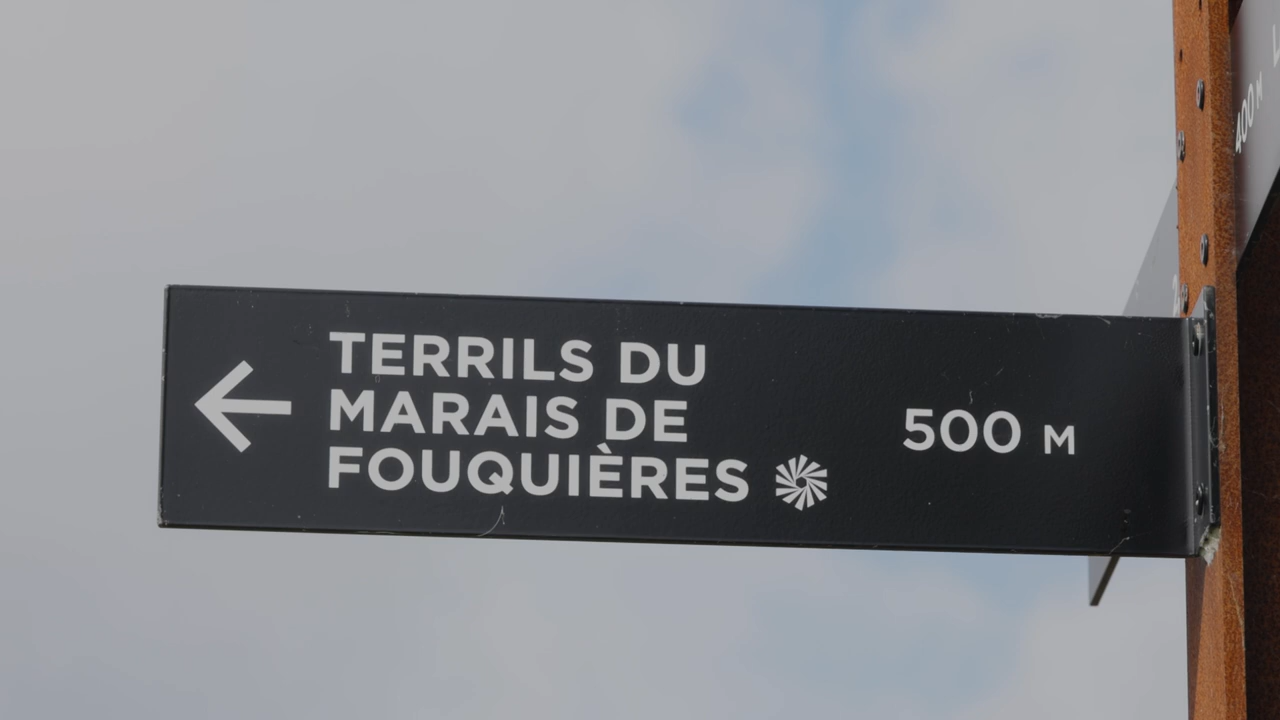 TERRILS DU
MARAIS DE
FOUQUIÈRES
500 M
400 M